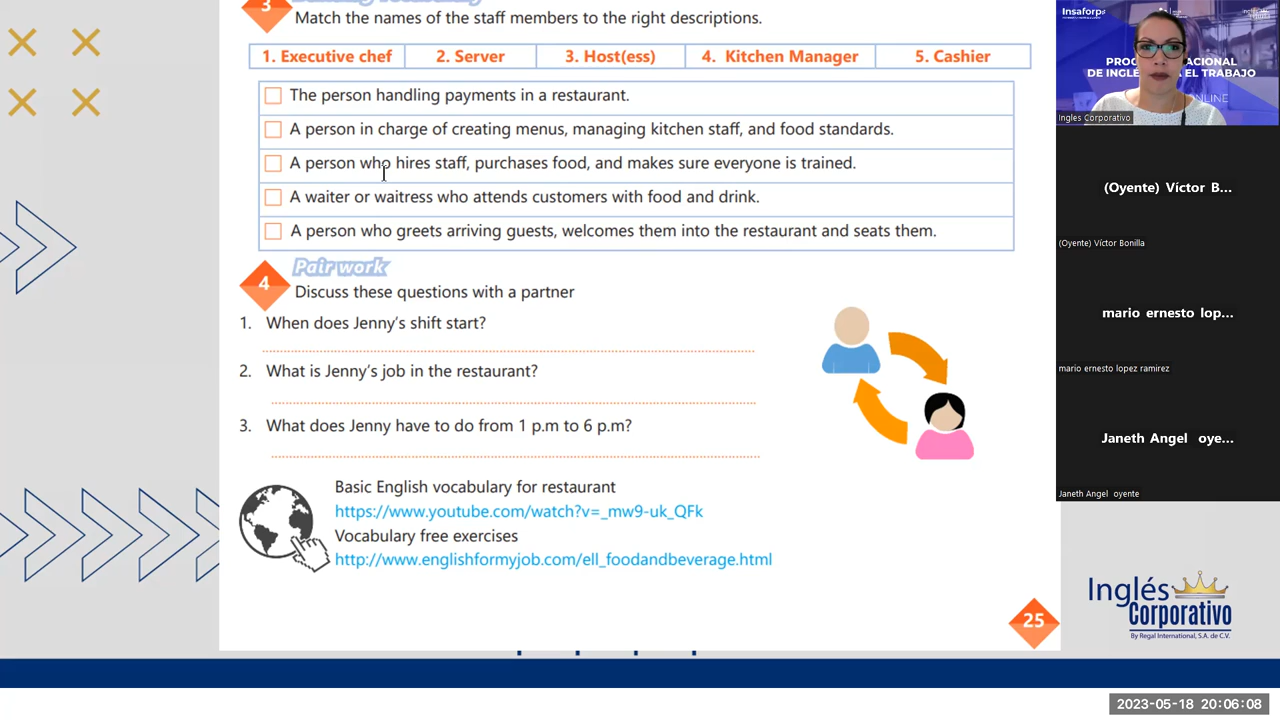 3
Match the names of the staff members to the right descriptions.
1. Executive chef 2. Server 3. Host(ess) 4. Kitchen Manager 5. Cashier
The person handling payments in a restaurant.
A person in charge of creating menus, managing kitchen staff, and food standards.
A person who hires staff, purchases food, and makes sure everyone is trained.
A waiter or waitress who attends customers with food and drink.
A person who greets arriving guests, welcomes them into the restaurant and seats them.
4
Pair work
Discuss these questions with a partner
1. When does Jenny's shift start?
2. What is Jenny's job in the restaurant?
3. What does Jenny have to do from 1 p.m to 6 p.m?
Basic English vocabulary for restaurant
https://www.youtube.com/watch?v=_mw9-uk_QFk
Vocabulary free exercises
http://www.englishformyjob.com/ell_foodandbeverage.html
25
Insaforp
DE INGLÉS
EL TRABAJO
Ingles Corporativo
(Oyente) Víctor B...
(Oyente) Víctor Bonilla
mario ernesto lop...
mario ernesto lopez ramirez
Janeth Angel oye...
Janeth Angel oyente
Inglés
Corporativo
By Regal International, S.A. de C.V.
2023-05-18 20:06:08